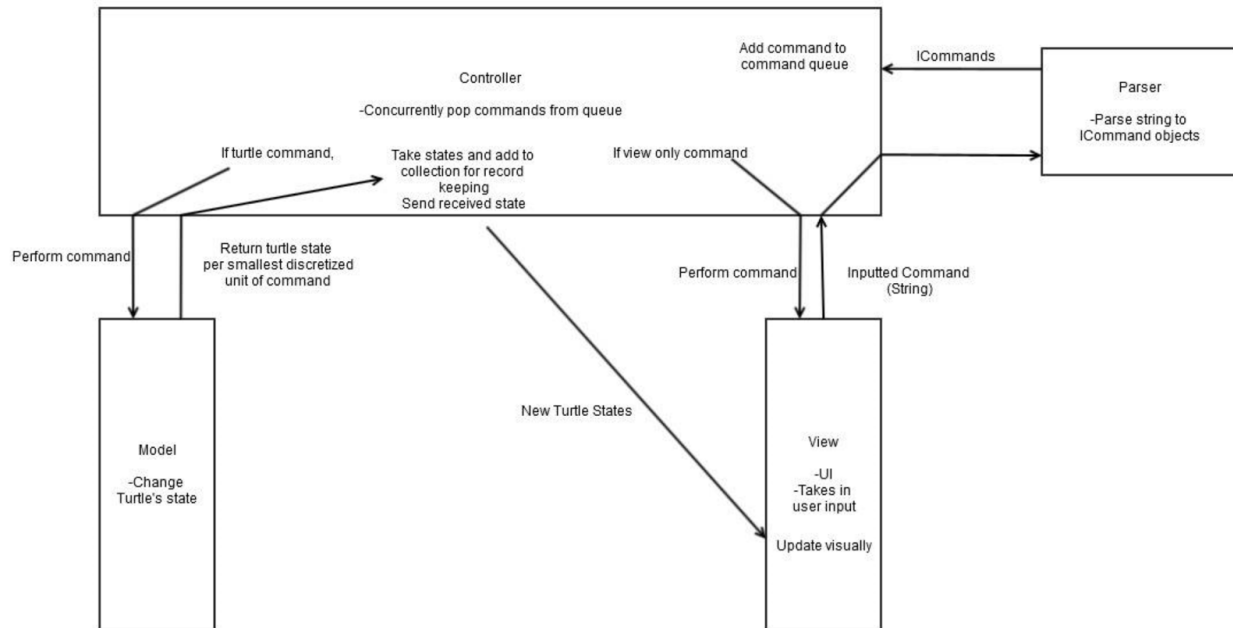 Controller
-Concurrently pop commands from queue
Add command to
command queue
ICommands
Parser
-Parse string to
ICommand objects
If turtle command,
Take states and add to
collection for record
keeping
Send received state
If view only command
Perform command
Return turtle state
per smallest discretized
unit of command
Perform command
Inputted Command
(String)
New Turtle States
Model
-Change
Turtle's state
View
-UI
-Takes in
user input
Update visually